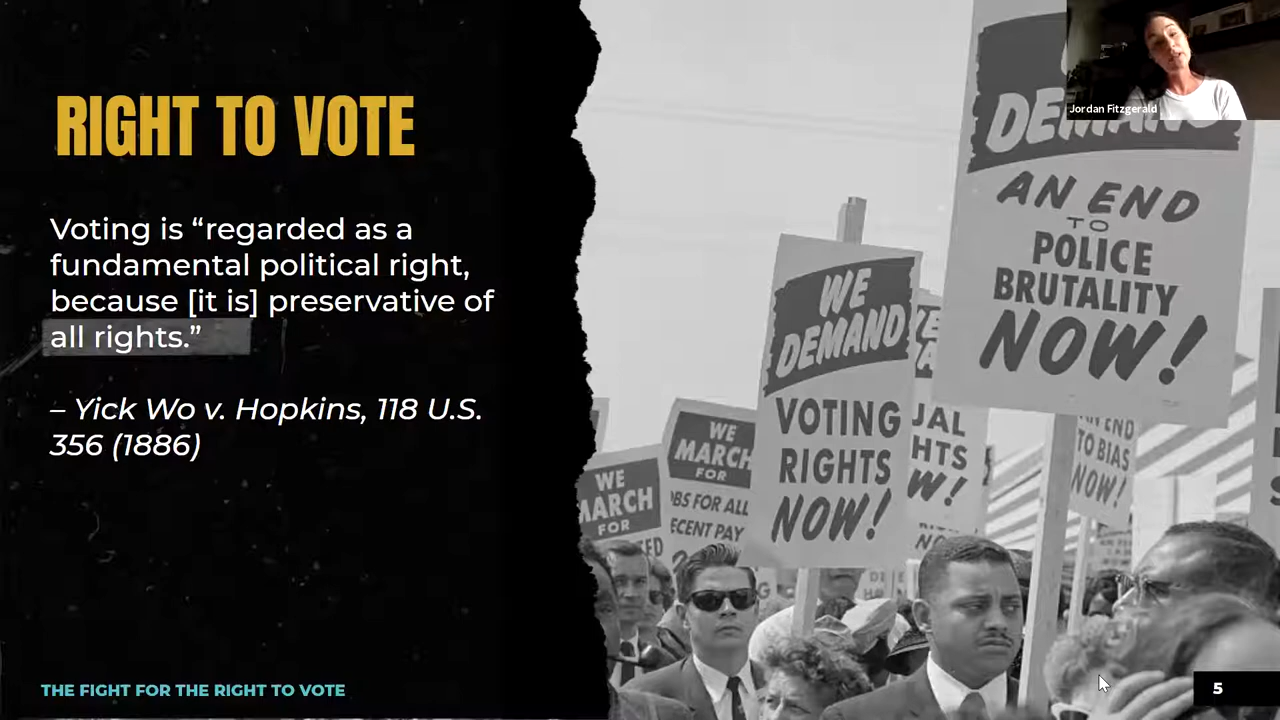 RIGHT TO VOTE
Voting is “regarded as a
fundamental political right,
because [it is] preservative of
all rights.”
– Yick Wo v. Hopkins, 118 U.S.
356 (1886)
THE FIGHT FOR THE RIGHT TO VOTE
Jordan Fitzgerald
AN END
TO
POLICE
BRUTALITY
NOW!
WE
DEMAND
VOTING
RIGHTS
NOW!
WE
MARCH
FOR
WE
FOR
TO BIAS
NOW!
5